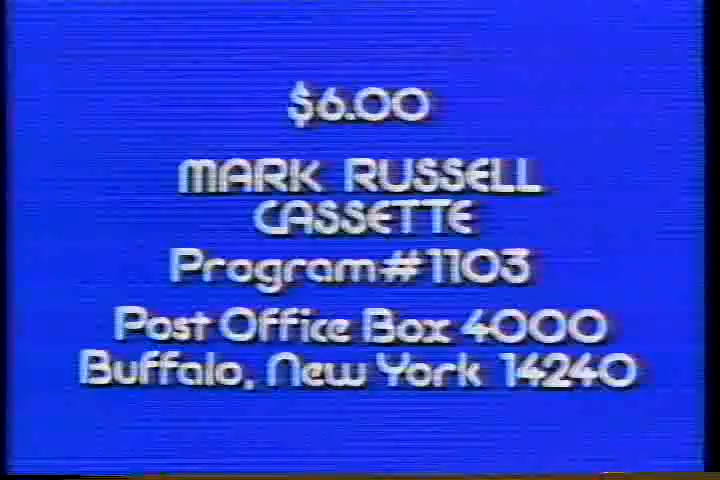 $6.00
MARK RUSSELL
CASSETTE
Program #1103
Post Office Box 4000
Buffalo, New York 14240